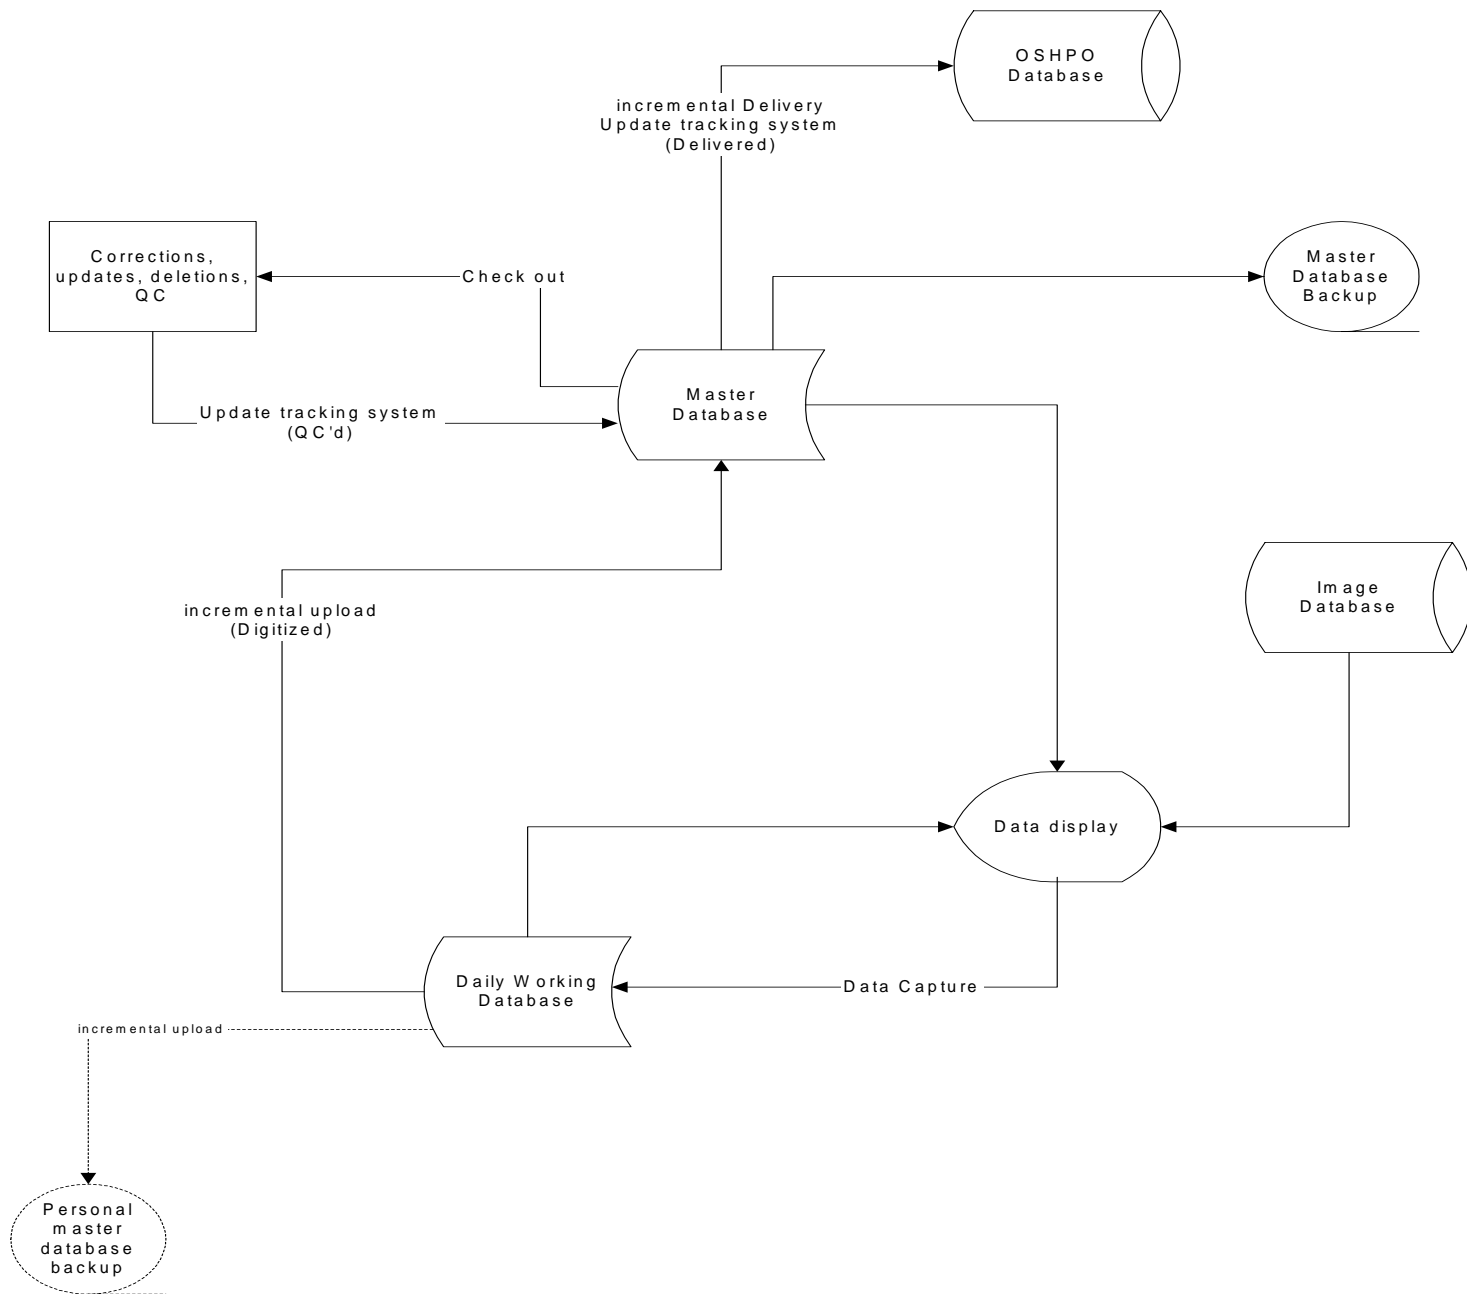 OSHPO
Database
incremental Delivery
Update tracking system
(Delivered)
Corrections,
updates, deletions,
QC
Check out
Master
Database
Backup
Master
Database
Update tracking system
(QC'd)
Image
Database
incremental upload
(Digitized)
Data display
Daily Working
Database
Data Capture
incremental upload
Personal
master
database
backup